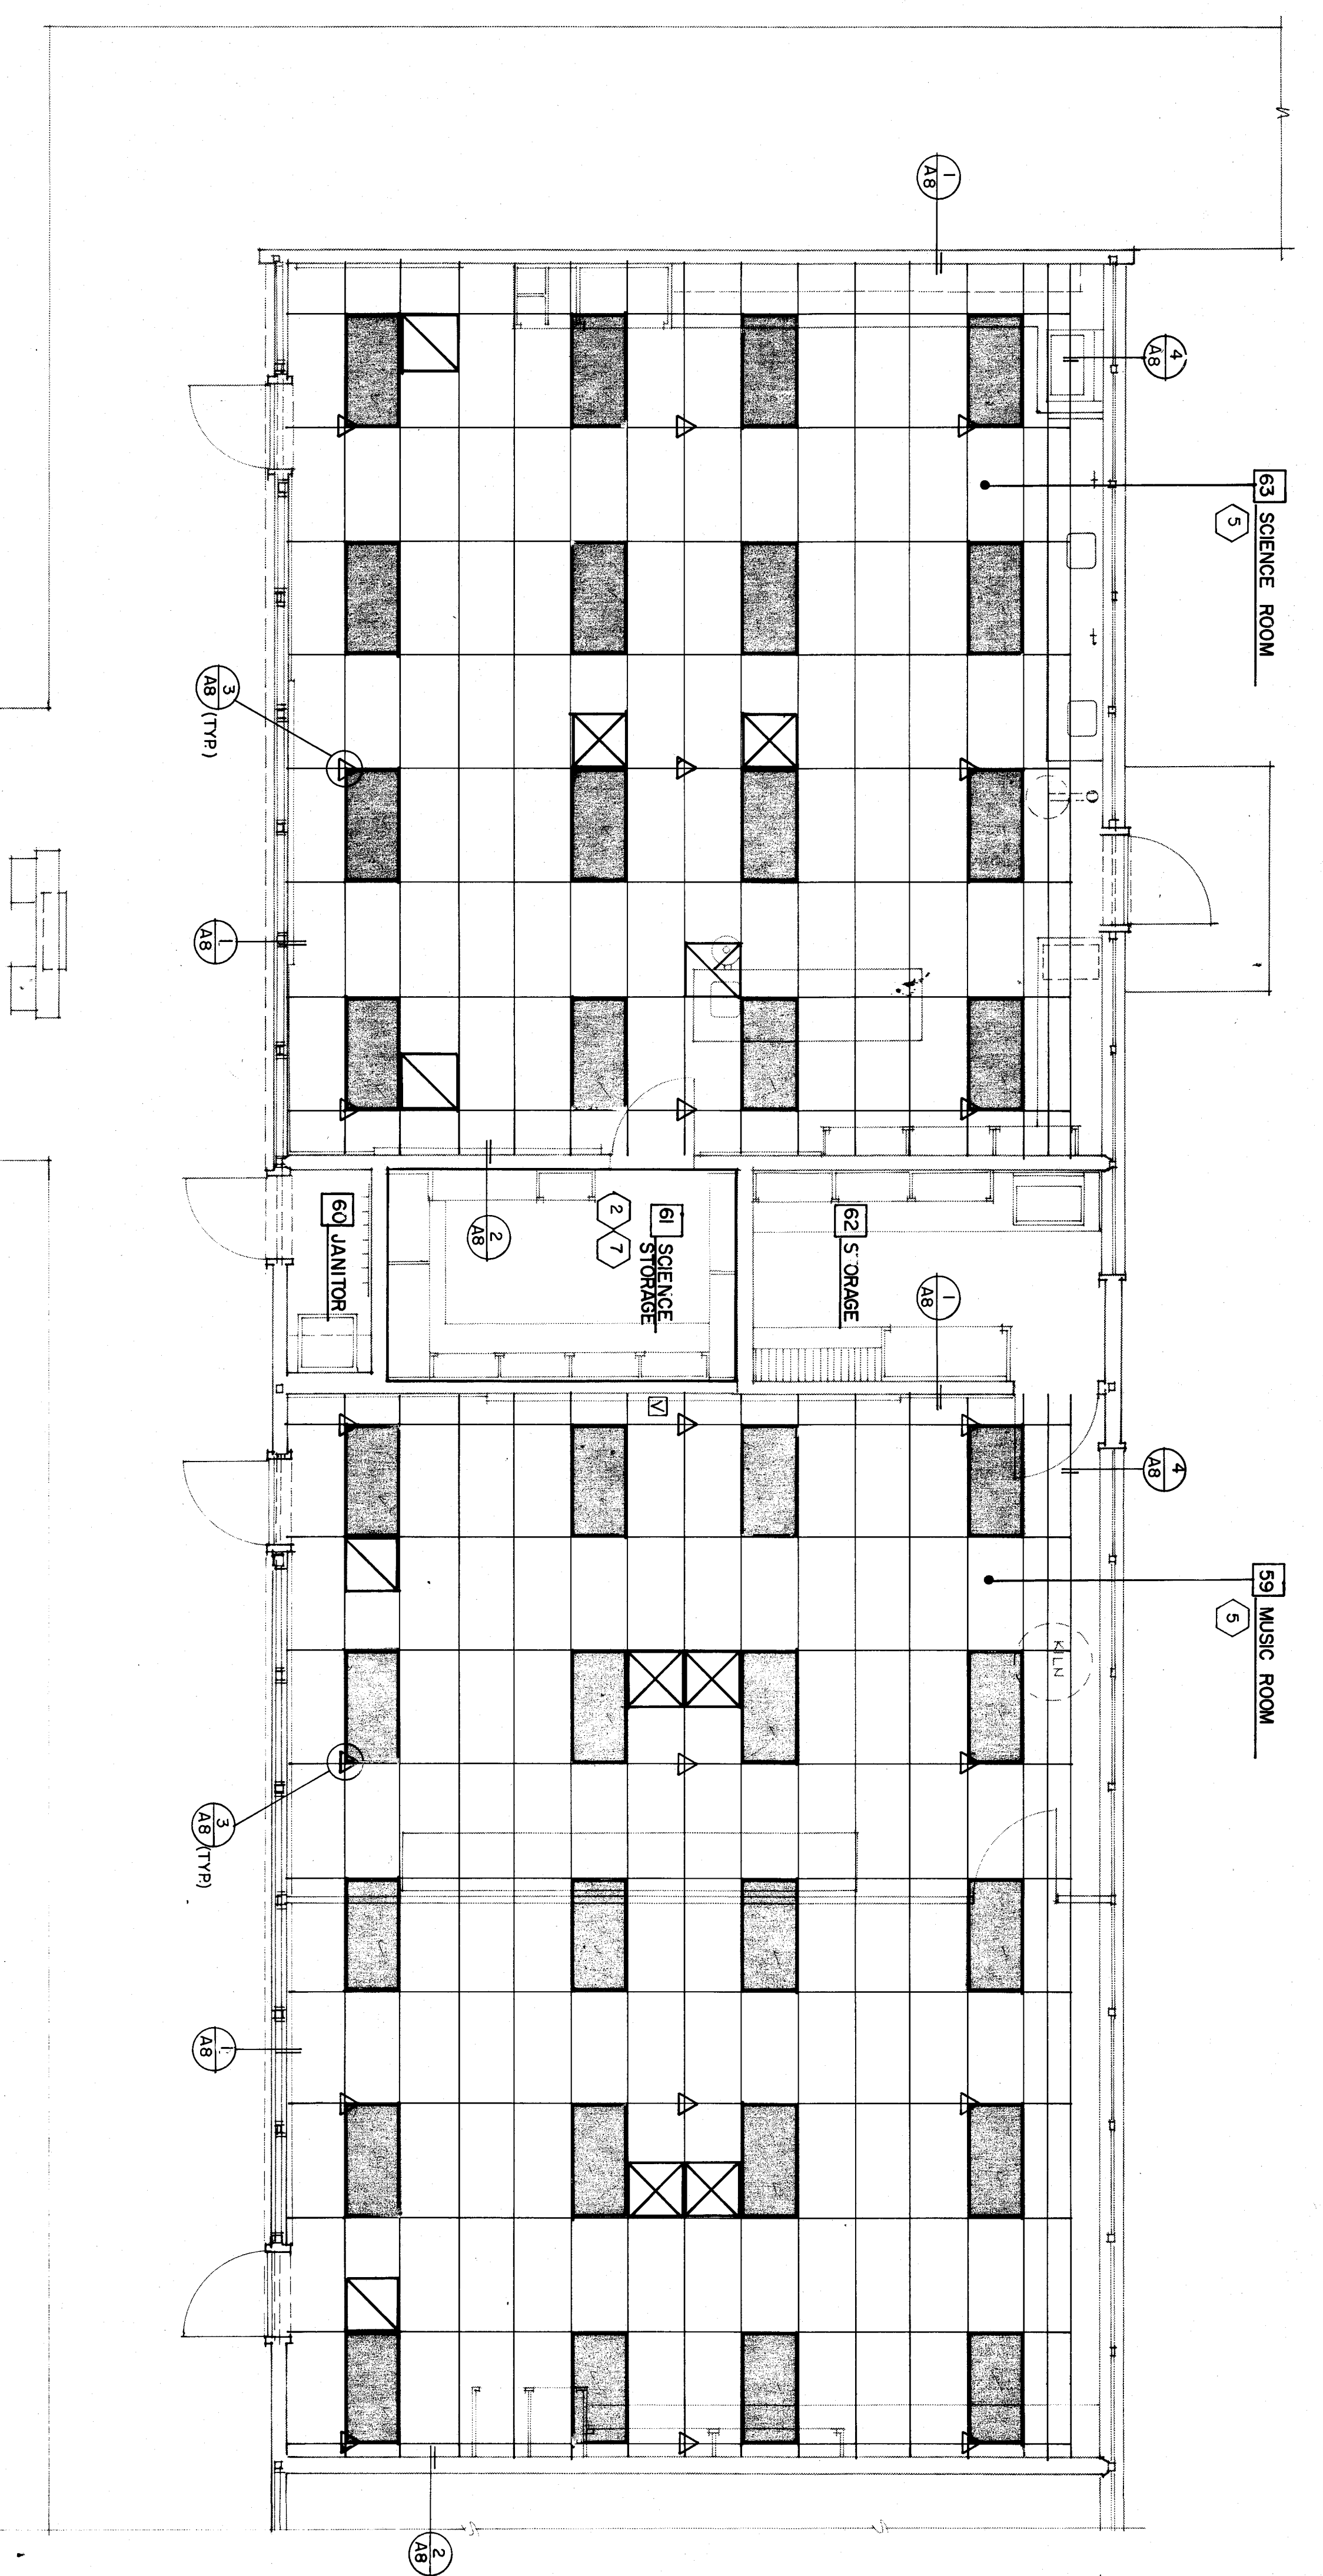 1
A8
4
A8
63 SCIENCE ROOM
5
3
A8 (TYP.)
1
A8
60 JANITOR
2
A8
61 SCIENCE
STORAGE
2 7
62 STORAGE
1
A8
V
4
A8
59 MUSIC ROOM
5
KILN
3
A8 (TYP)
1
A8
2
A8